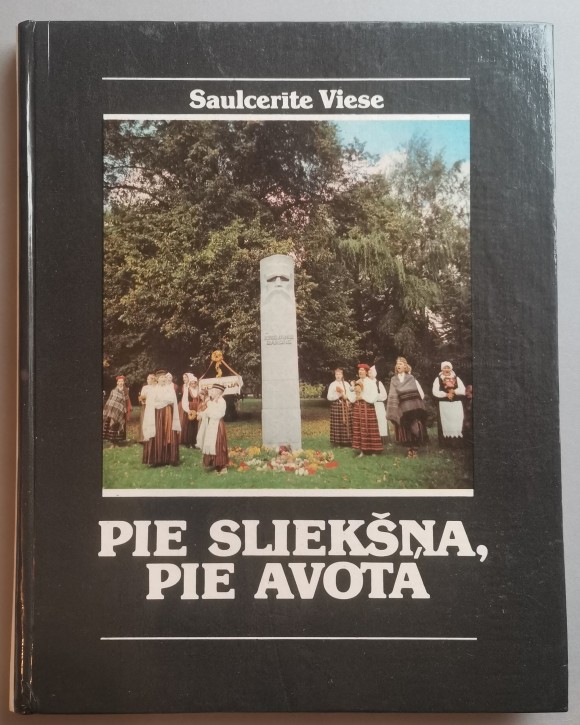 Saulcerīte Viese
PIE SLIEKŠŅA,
PIE AVOTA